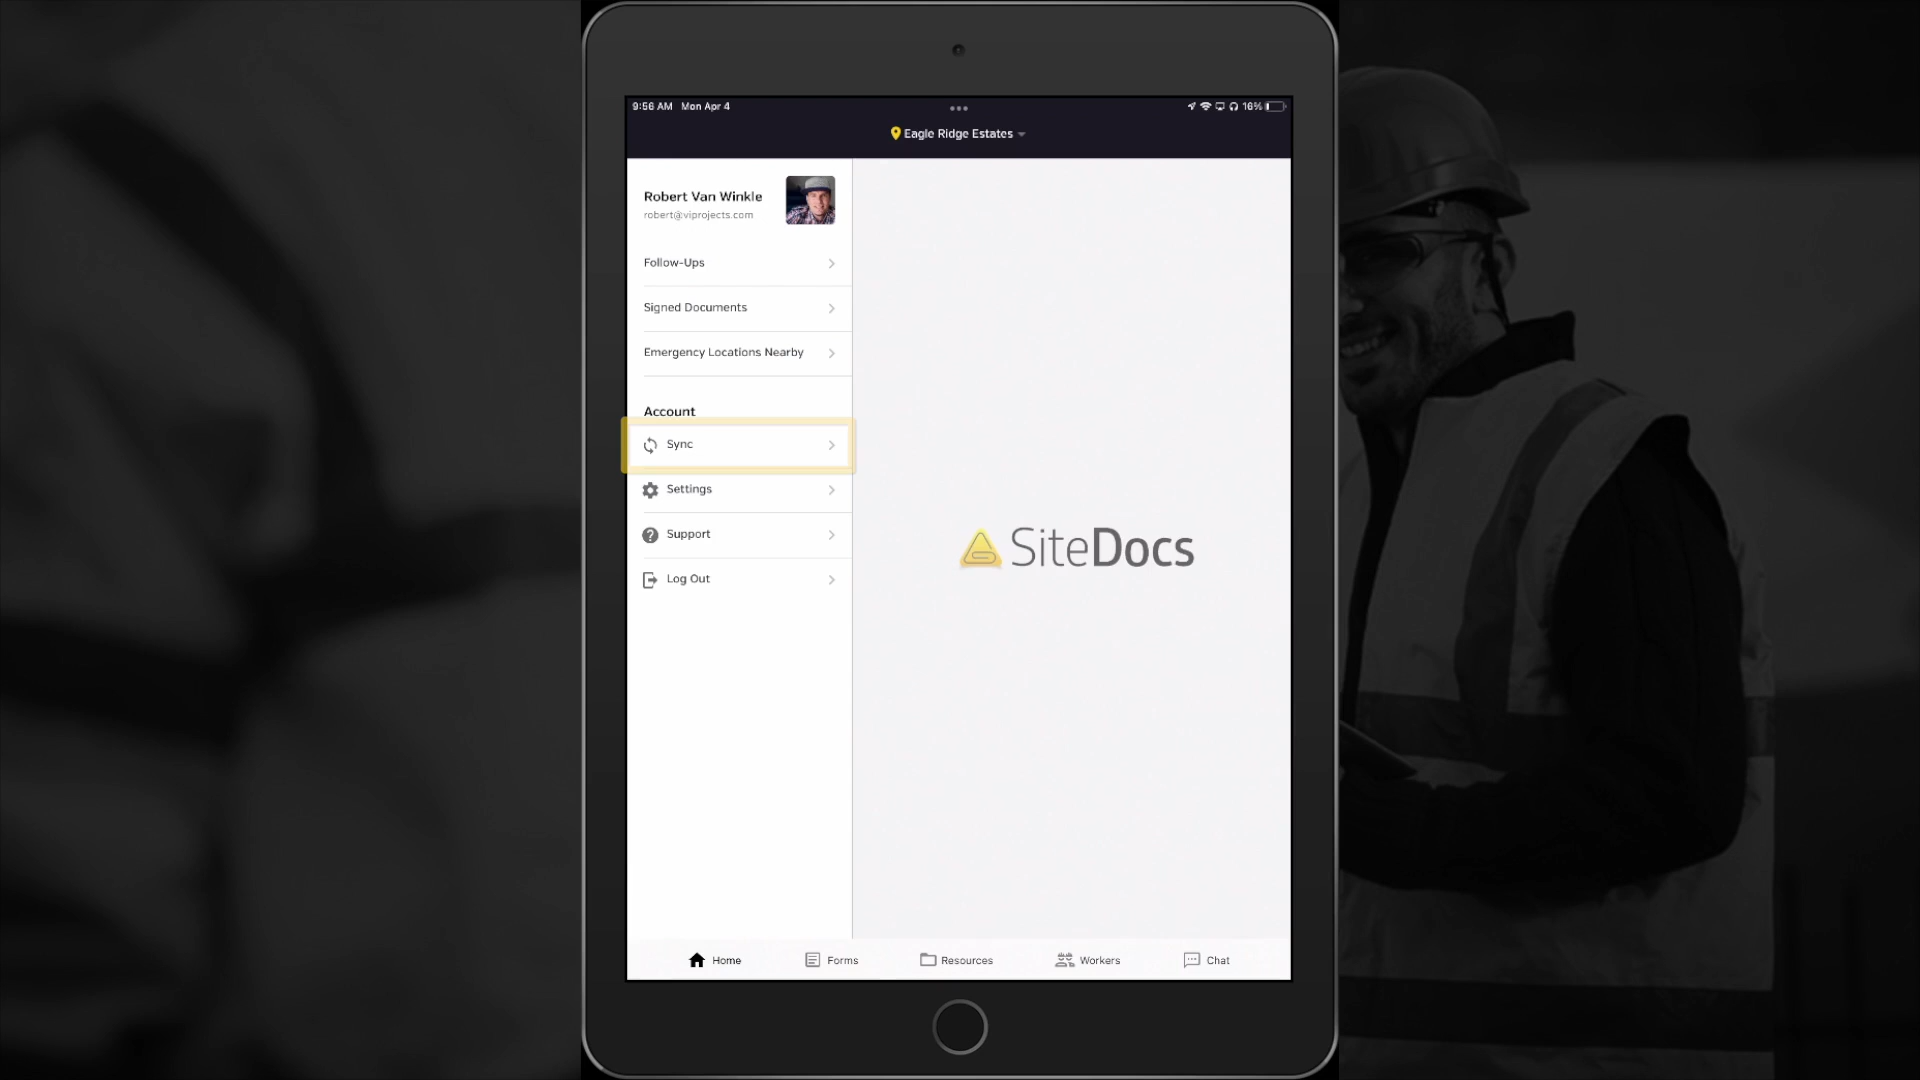 9:56 AM Mon Apr 4
16%
Eagle Ridge Estates
Robert Van Winkle
robert@viprojects.com
Follow-Ups
Signed Documents
Emergency Locations Nearby
Account
Sync
Settings
Support
Log Out
SiteDocs
Home Forms Resources Workers Chat